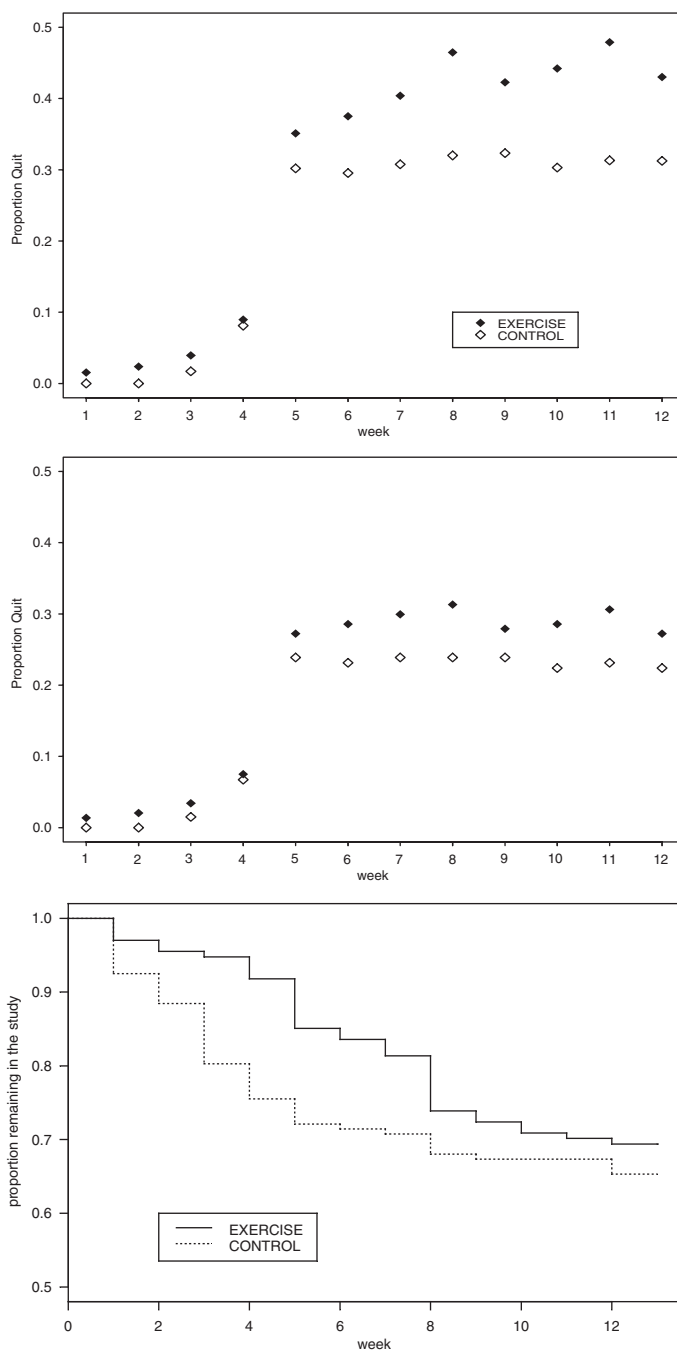 0.5
0.4
0.3
0.2
0.1
0.0
Proportion Quit
EXERCISE
CONTROL
1 2 3 4 5 6 7 8 9 10 11 12
week
0.5
0.4
0.3
0.2
0.1
0.0
Proportion Quit
1 2 3 4 5 6 7 8 9 10 11 12
week
1.0
0.9
0.8
0.7
0.6
0.5
proportion remaining in the study
EXERCISE
CONTROL
0 2 4 6 8 10 12
week